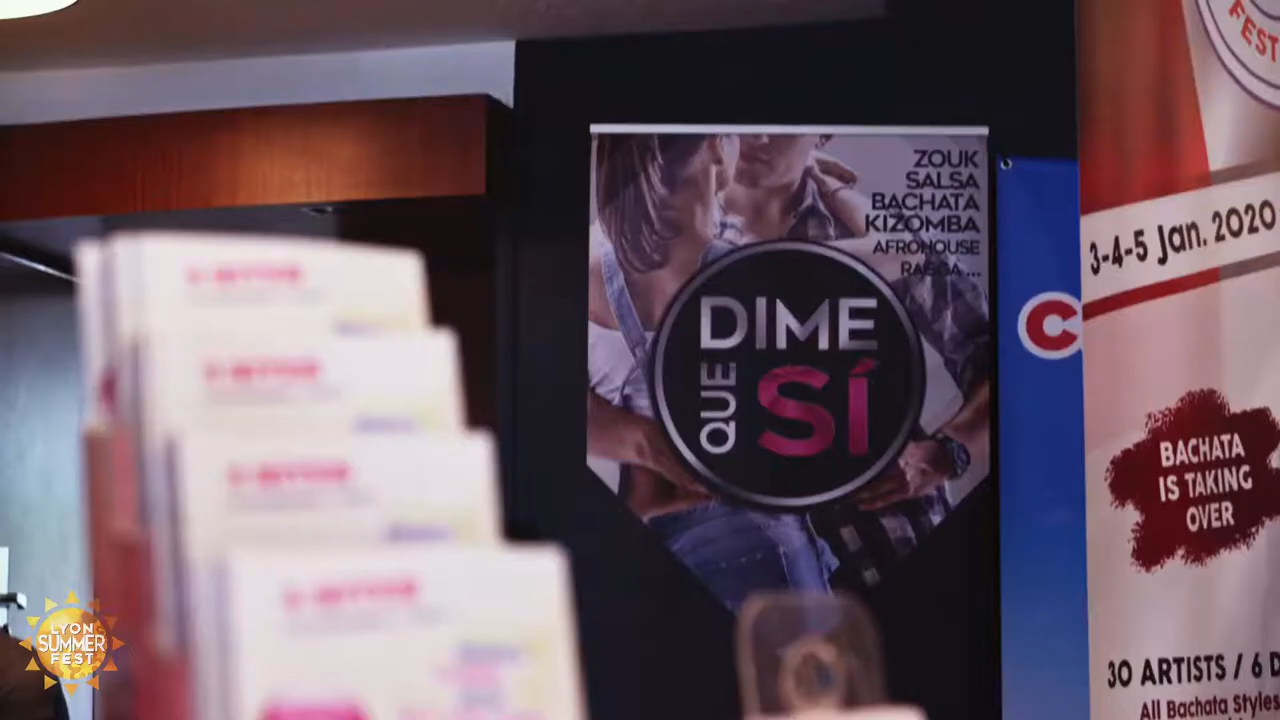 ZOUK
SALSA
BACHATA
KIZOMBA
AFROHOUSE
RAGGA ...
DIME
QUE
SÍ
C
FEST
3-4-5 Jan. 2020
BACHATA
IS TAKING
OVER
30 ARTISTS / 6 D
All Bachata Styles
LYON
SUMMER
FEST